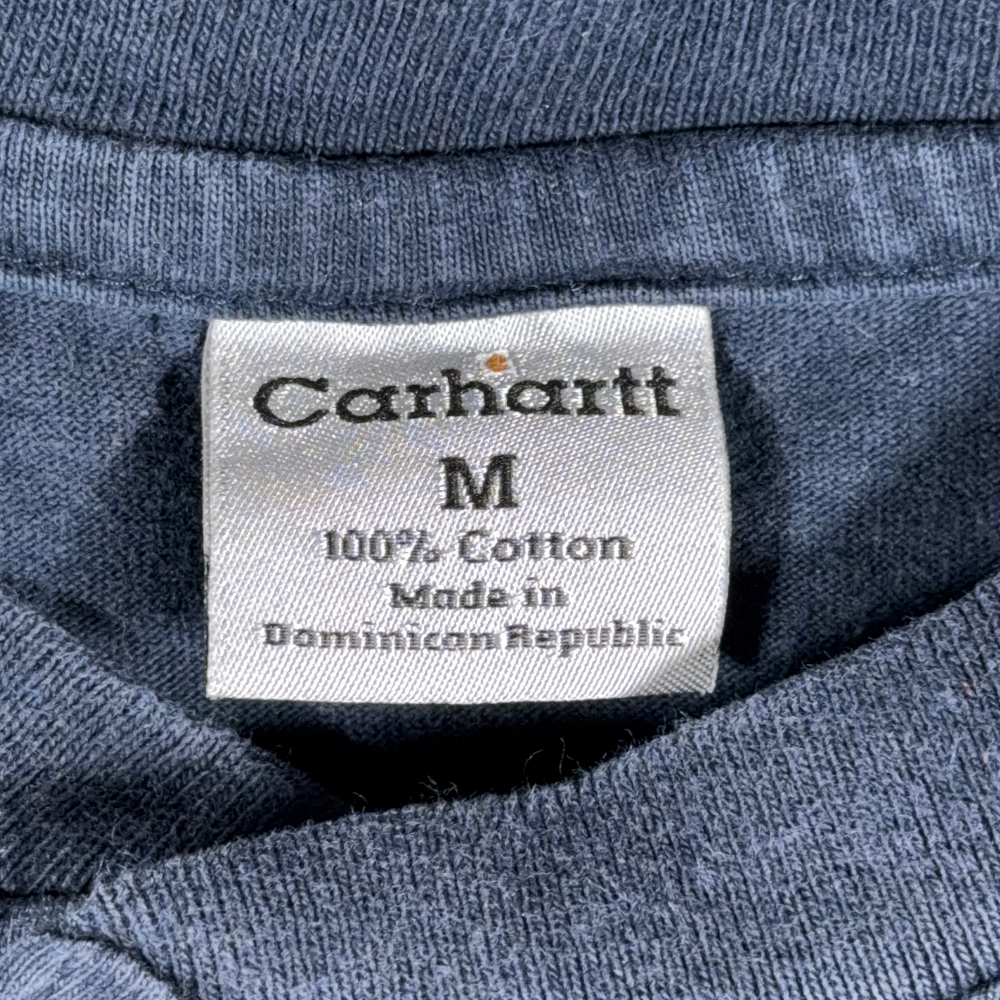 Carhartt
M
100% Cotton
Made in
Dominican Republic